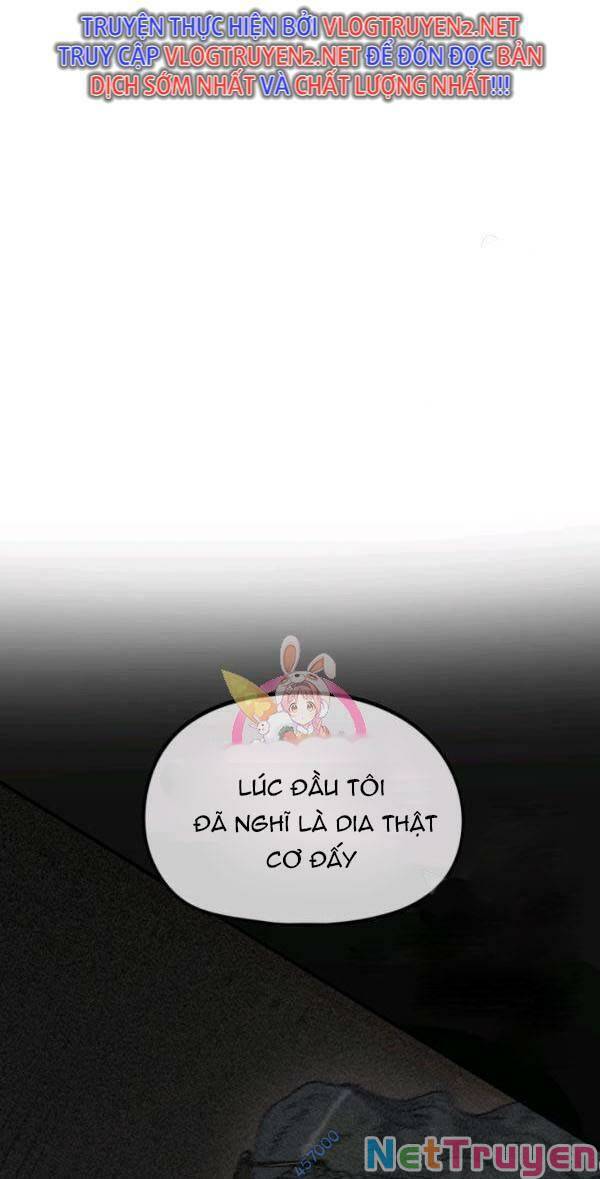 TRUYỆN THỰC HIỆN BỞI VLOGTRUYEN2.NET
TRUY CẬP VLOGTRUYEN2.NET ĐỂ ĐÓN ĐỌC BẢN
DỊCH SỚM NHẤT VÀ CHẤT LƯỢNG NHẤT!!!
LÚC ĐẦU TÔI
ĐÃ NGHĨ LÀ DIA THẬT
CƠ ĐẤY
457000
NetTruyen